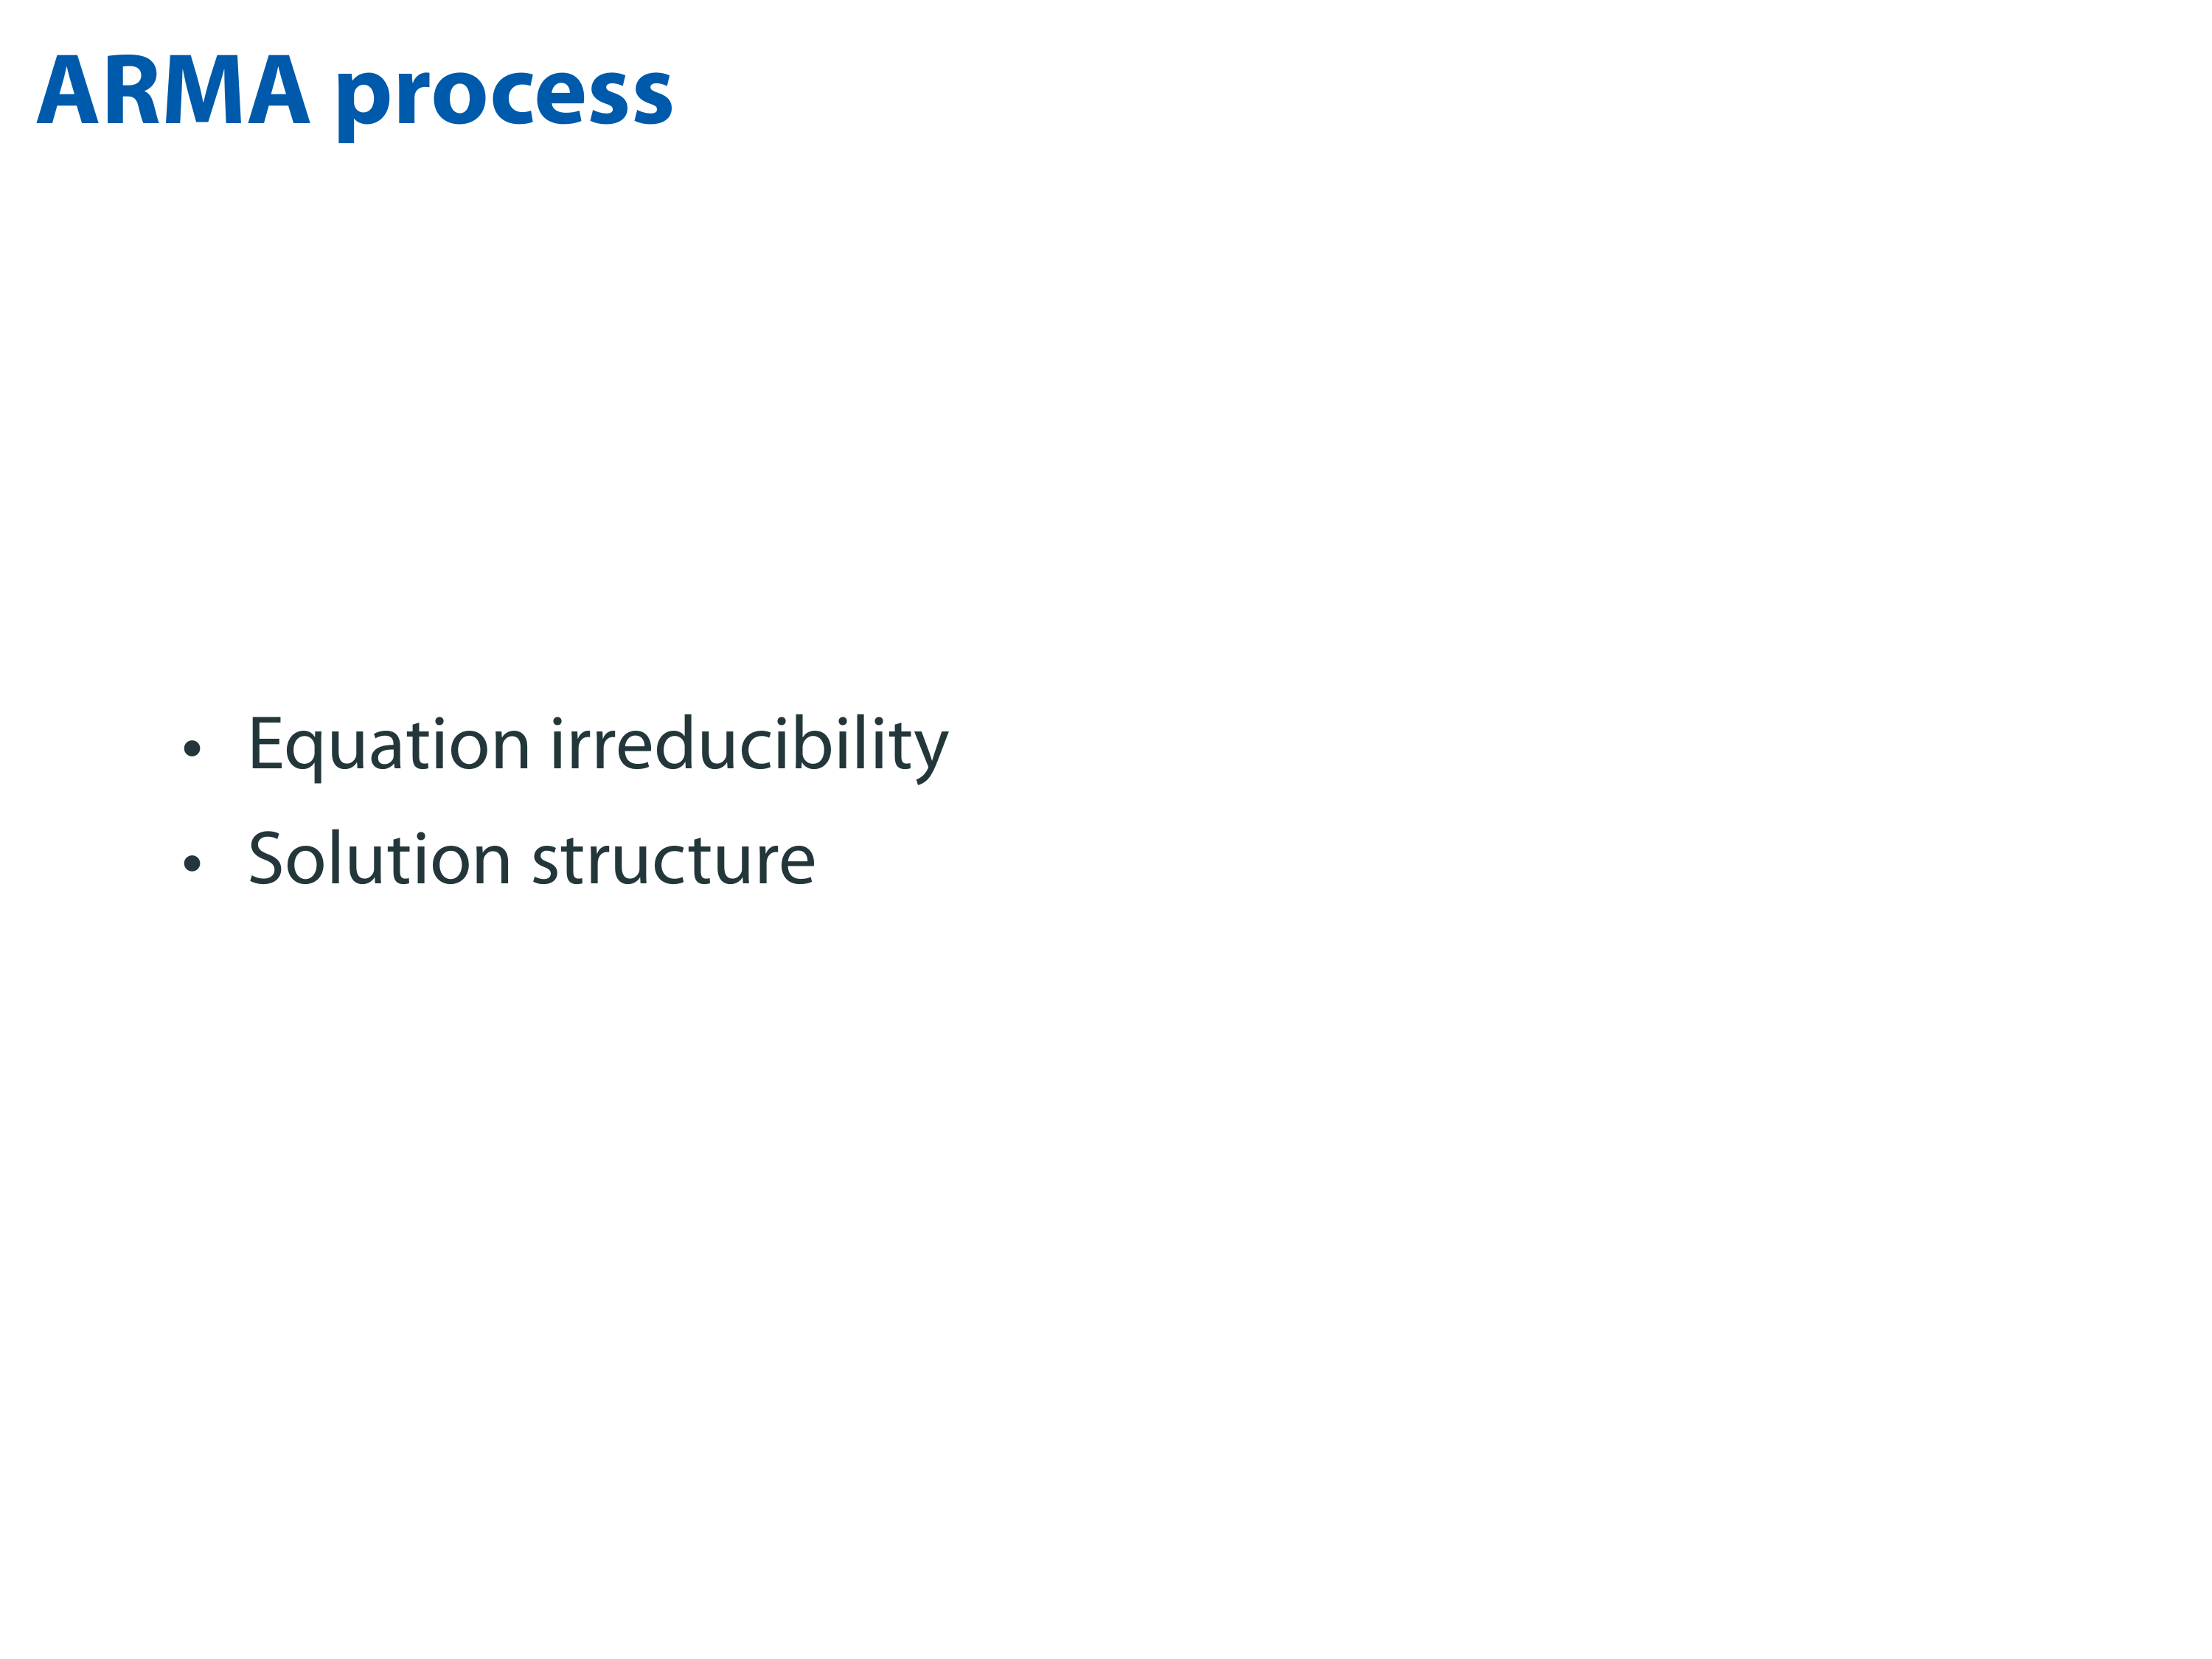 ARMA process
• Equation irreducibility
• Solution structure